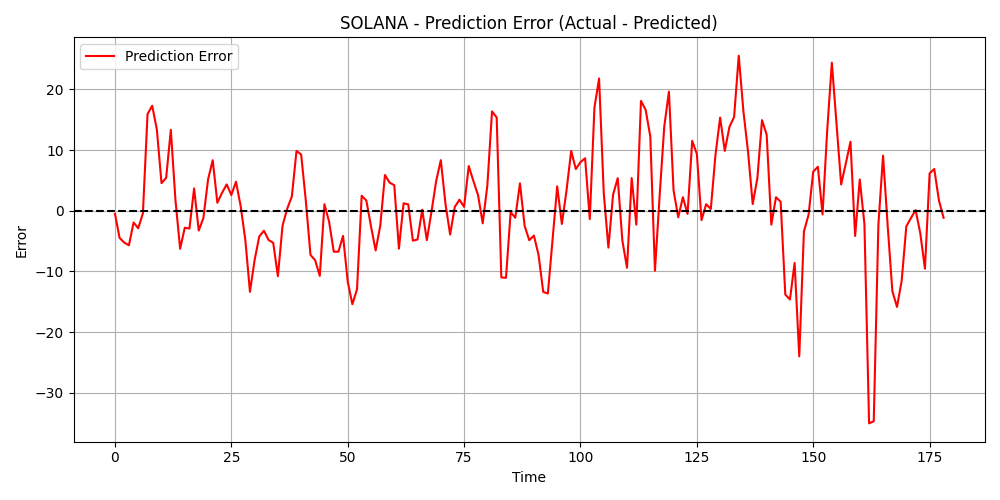 SOLANA - Prediction Error (Actual - Predicted)
Prediction Error
20
10
0
−10
−20
−30
Error
0 25 50 75 100 125 150 175
Time